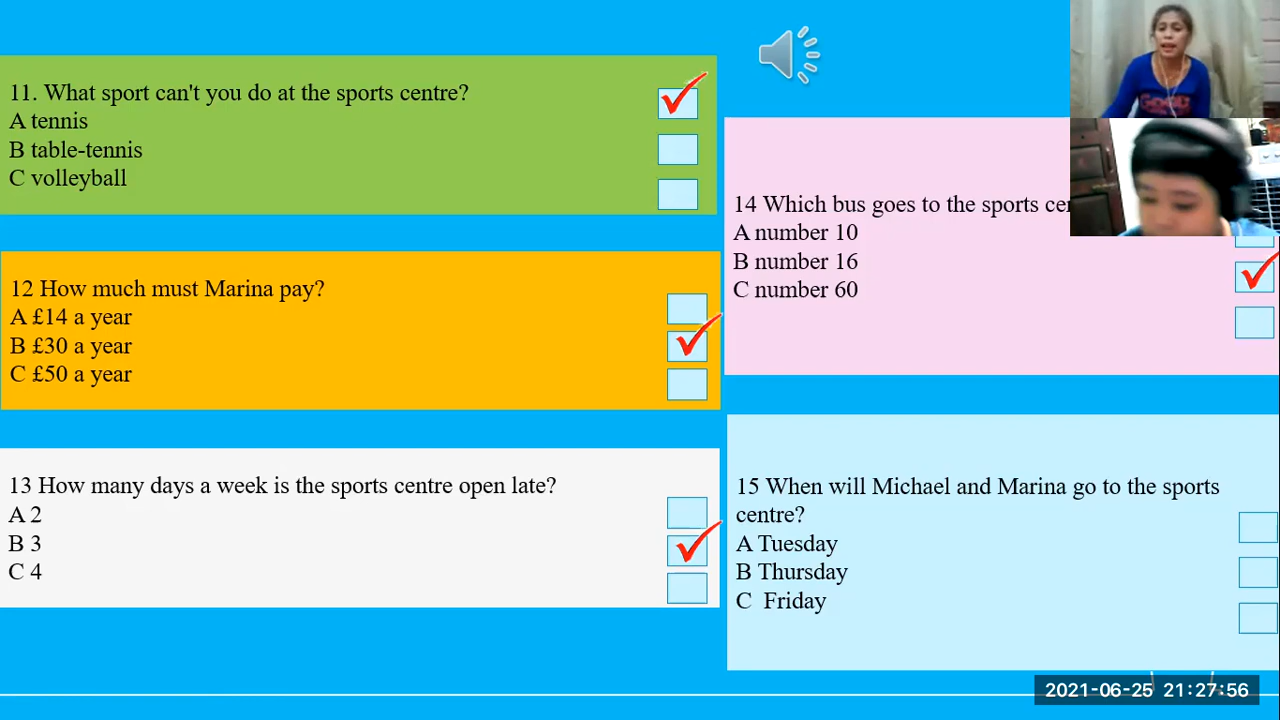 11. What sport can't you do at the sports centre?
A tennis
B table-tennis
C volleyball
12 How much must Marina pay?
A £14 a year
B £30 a year
C £50 a year
13 How many days a week is the sports centre open late?
A 2
B 3
C 4
14 Which bus goes to the sports
A number 10
B number 16
C number 60
15 When will Michael and Marina go to the sports
centre?
A Tuesday
B Thursday
C Friday
2021-06-25 21:27:56